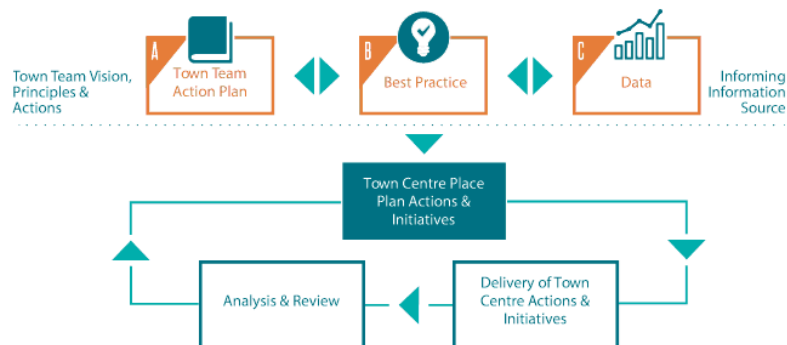 A
B
C
Town Team Vision,
Principles &
Actions
Town Team
Action Plan
Best Practice
Data
Informing
Information
Source
Town Centre Place
Plan Actions &
Initiatives
Analysis & Review
Delivery of Town
Centre Actions &
Initiatives